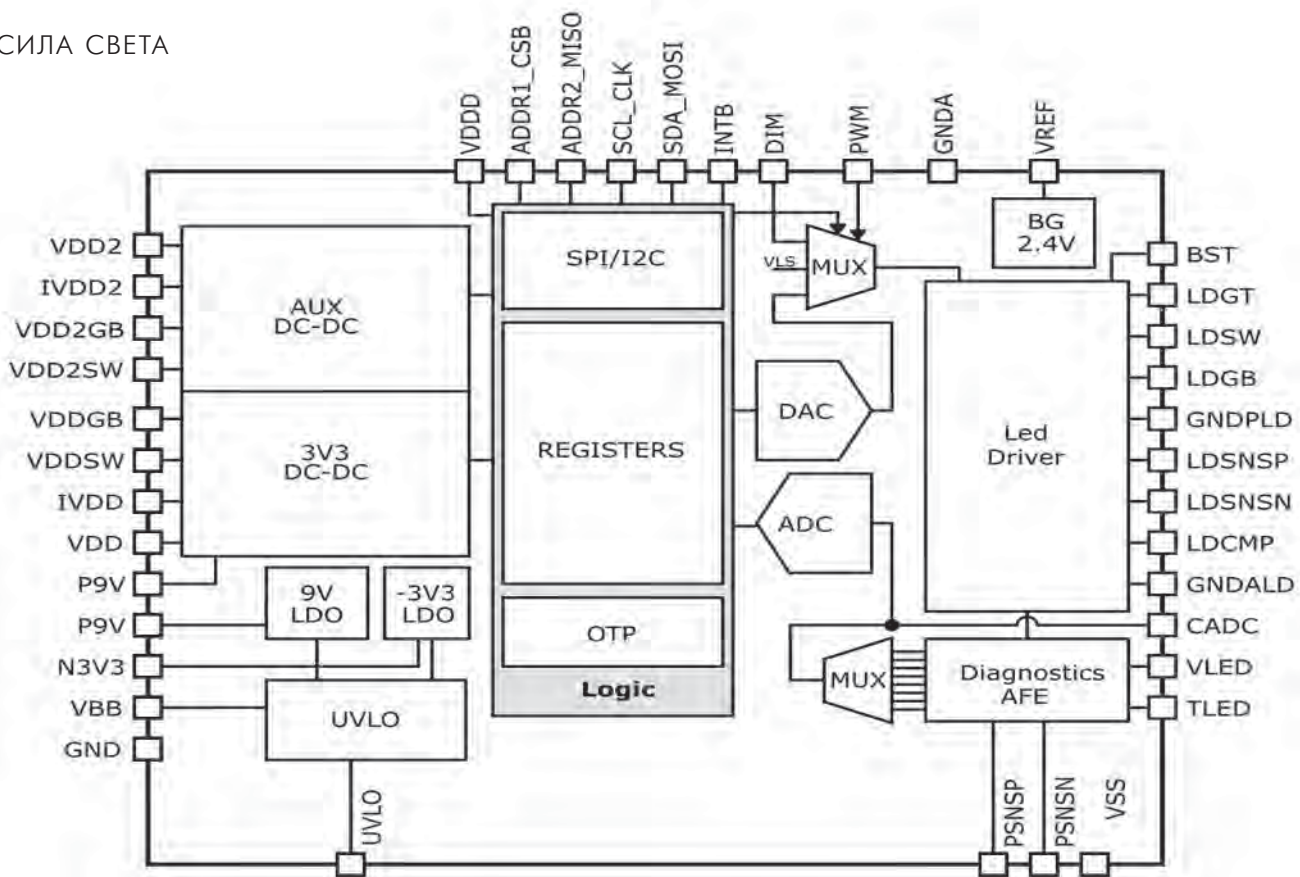 СИЛА СВЕТА
VDDD
ADDR1_CSB
ADDR2_MISO
SCL_CLK
SDA_MOSI
INTB
DIM
PWM
GNDA
VREF
VDD2
IVDD2
VDD2GB
VDD2SW
VDDGB
VDDSW
IVDD
VDD
P9V
P9V
N3V3
VBB
GND
AUX
DC-DC
3V3
DC-DC
9V
LDO
-3V3
LDO
UVLO
UVLO
SPI/I2C
REGISTERS
OTP
Logic
VLS
MUX
DAC
ADC
MUX
BG
2,4V
Led
Driver
Diagnostics
AFE
BST
LDGT
LDSW
LDGB
GNDPLD
LDSNSP
LDSNSN
LDCMP
GNDALD
CADC
VLED
TLED
PSNSP
PSNSN
VSS